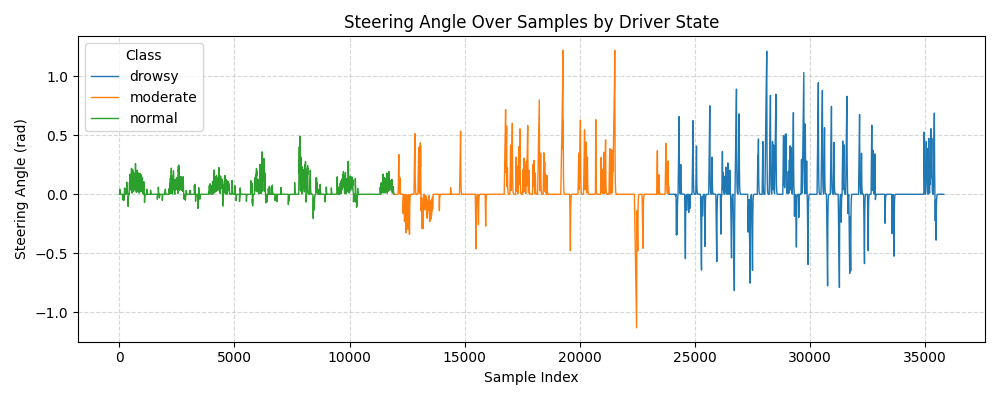 Steering Angle Over Samples by Driver State
Steering Angle (rad)
1.0
0.5
0.0
−0.5
−1.0
Class
drowsy
moderate
normal
0 5000 10000 15000 20000 25000 30000 35000
Sample Index